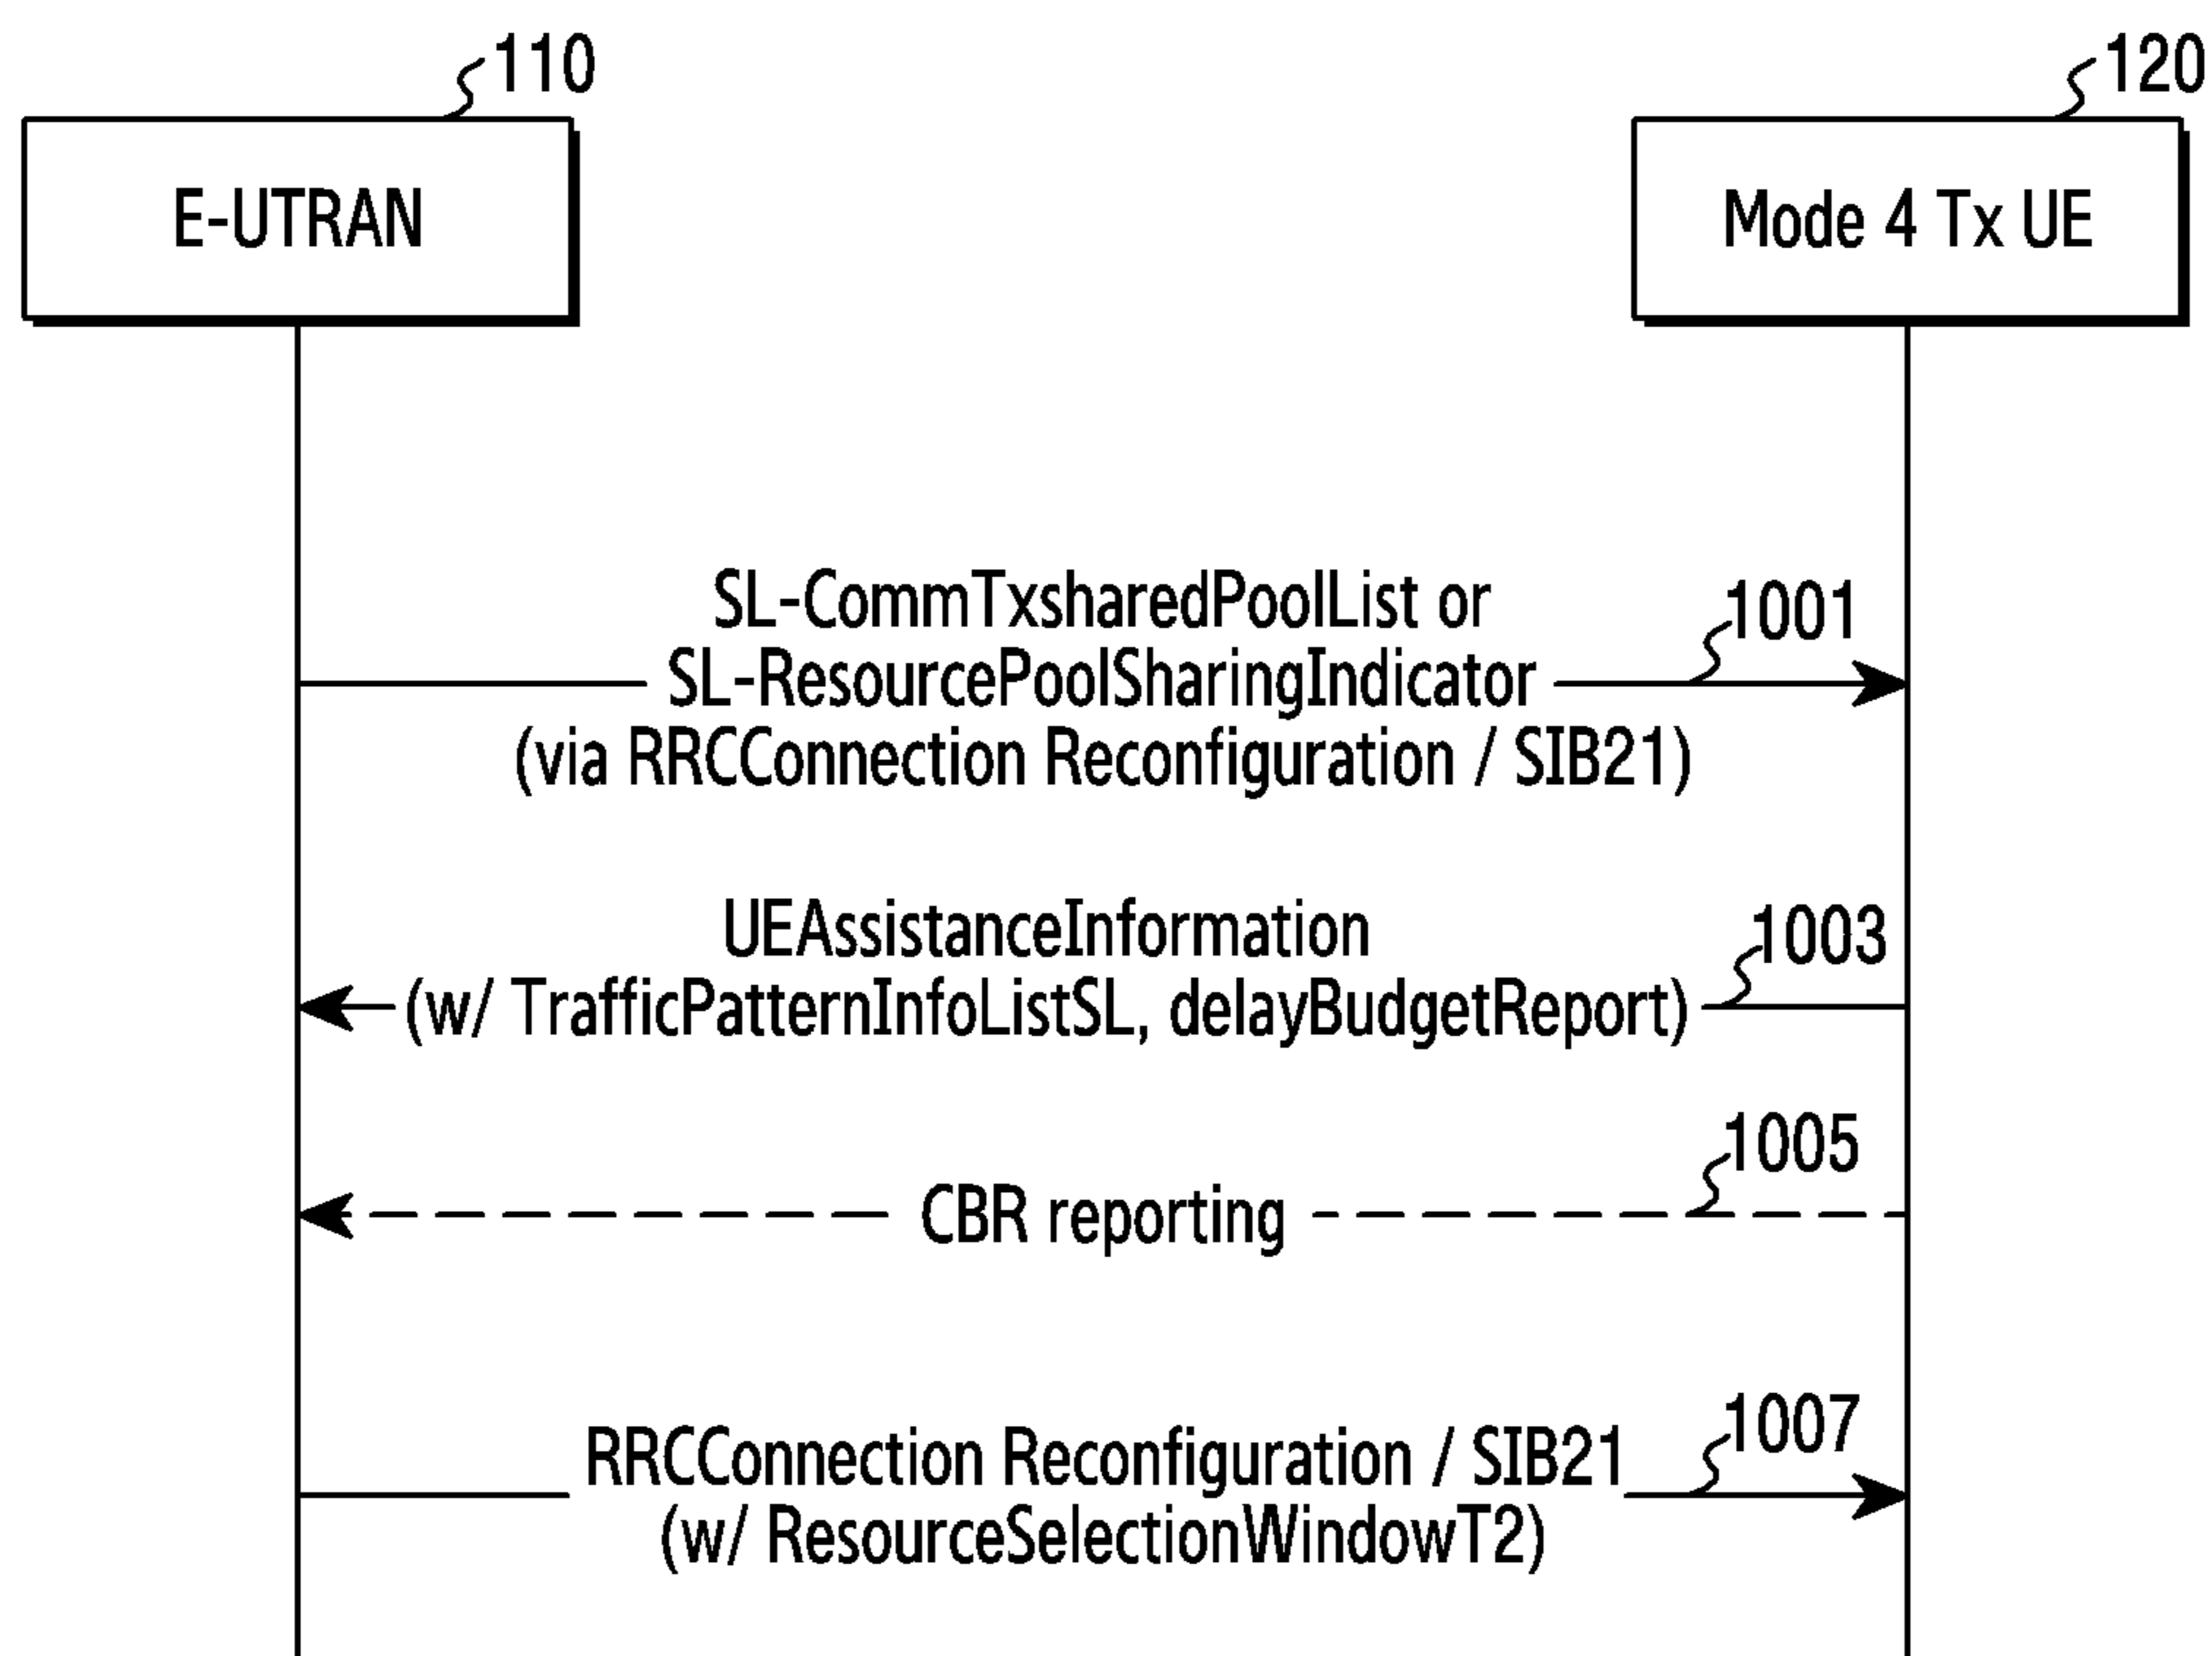 110
120
E-UTRAN
Mode 4 Tx UE
SL-CommTxsharedPoolList or
1001
SL-ResourcePoolSharingIndicator
(via RRCConnection Reconfiguration / SIB21)
UEAssistanceInformation
1003
(w/ TrafficPatternInfoListSL, delayBudgetReport)
1005
CBR reporting
1007
RRCConnection Reconfiguration / SIB21
(w/ ResourceSelectionWindowT2)